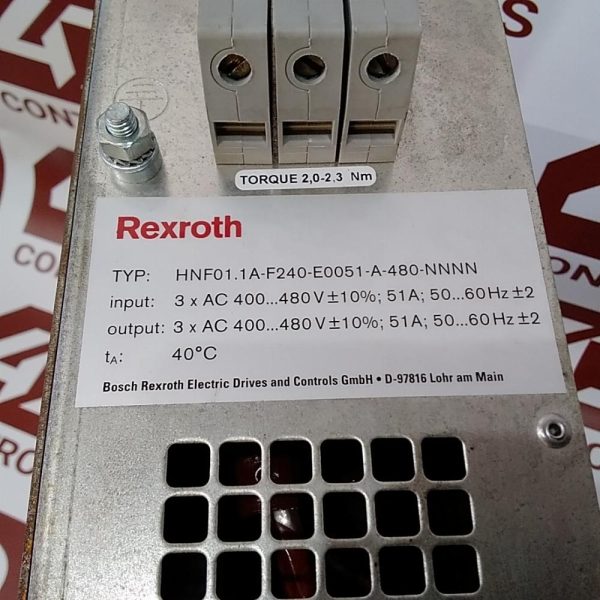 CONT
CONTROLS
TORQUE 2,0-2,3 Nm
Rexroth
TYP: HNF01.1A-F240-E0051-A-480-NNNN
input: 3 x AC 400...480 V ±10%; 51A; 50...60 Hz ±2
output: 3 x AC 400...480 V ±10%; 51A; 50...60 Hz ±2
tA: 40°C
Bosch Rexroth Electric Drives and Controls GmbH • D-97816 Lohr am Main